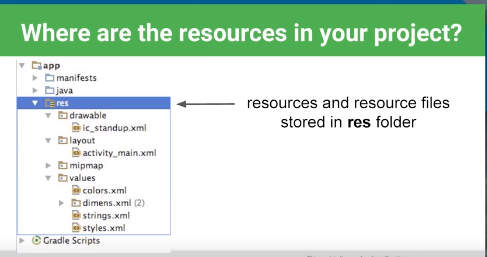 Where are the resources in your project?
app
manifests
java
res
drawable
ic_standup.xml
layout
activity_main.xml
mipmap
values
colors.xml
dimens.xml (2)
strings.xml
styles.xml
Gradle Scripts
resources and resource files
stored in res folder